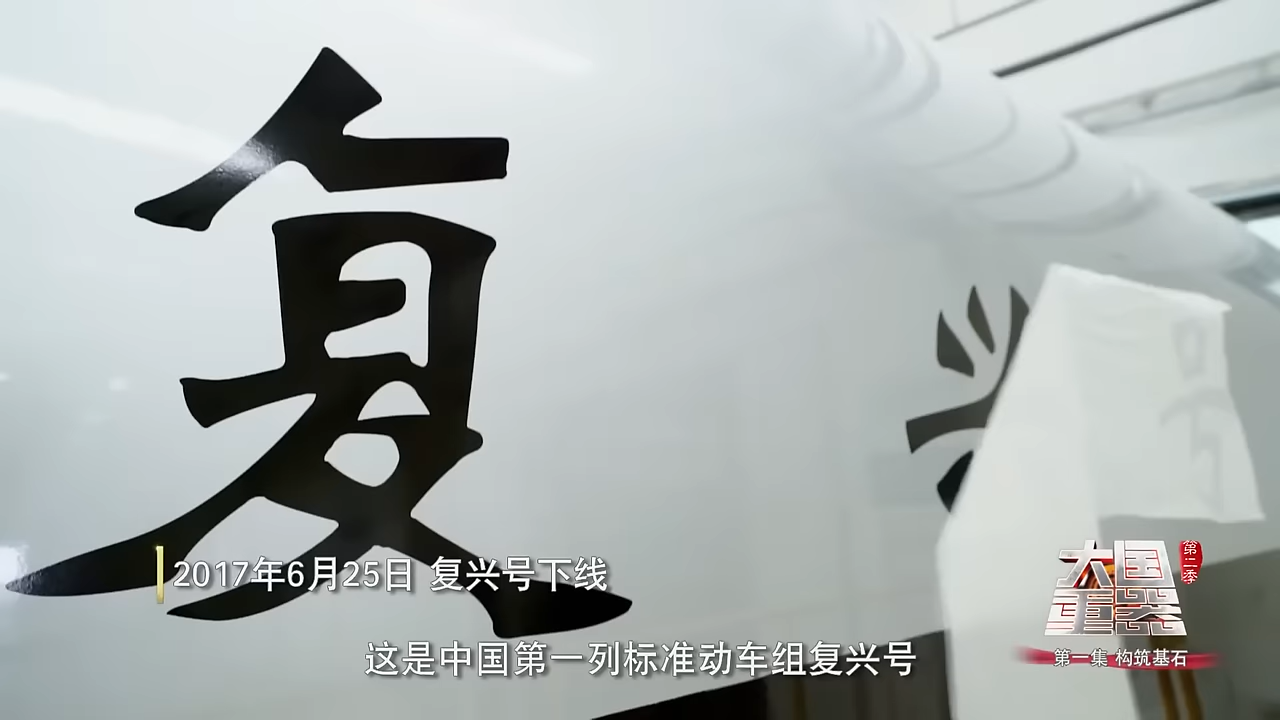 复兴
2017年6月25日 复兴号下线
这是中国第一列标准动车组复兴号
大国重器
第二季
第一集 构筑基石